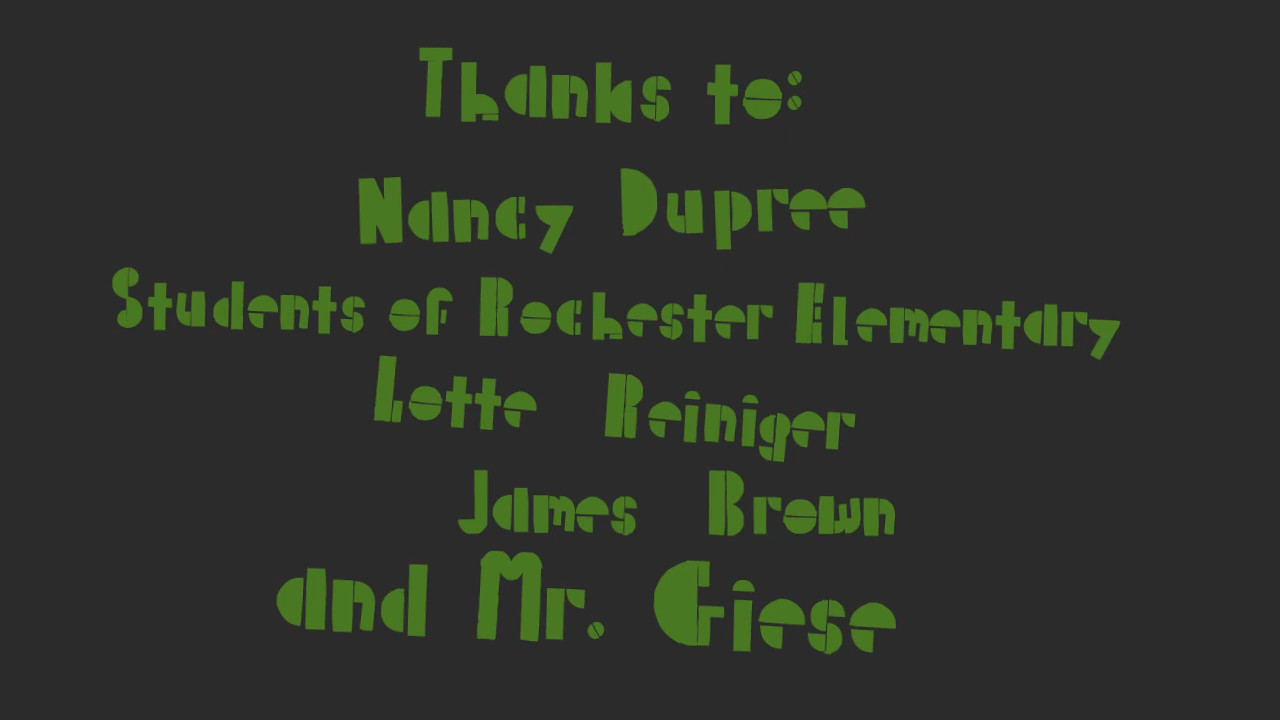 Thanks to:
Nancy Dupree
Students of Rochester Elementary
Lotte Reiniger
James Brown
and Mr. Giese